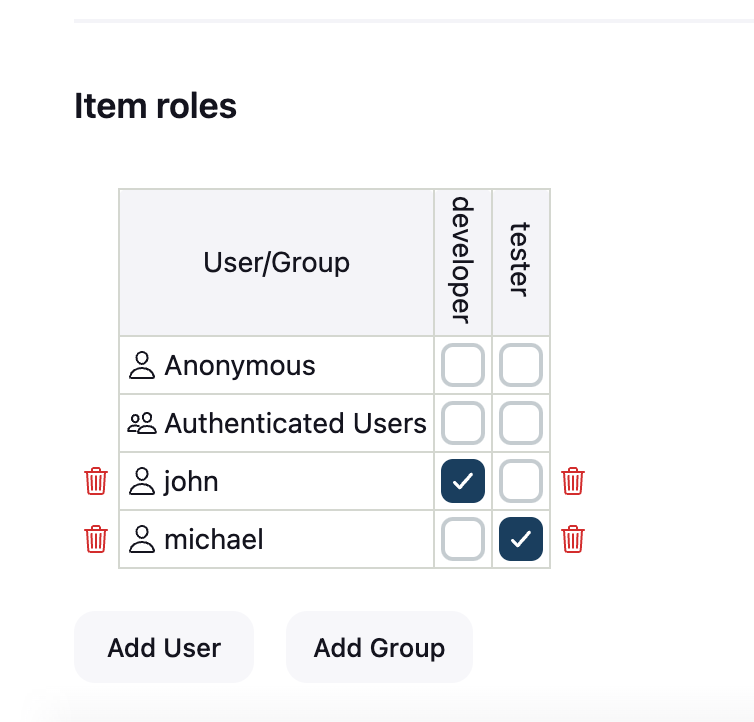 Item roles
User/Group
developer
tester
Anonymous
Authenticated Users
john
michael
Add User
Add Group